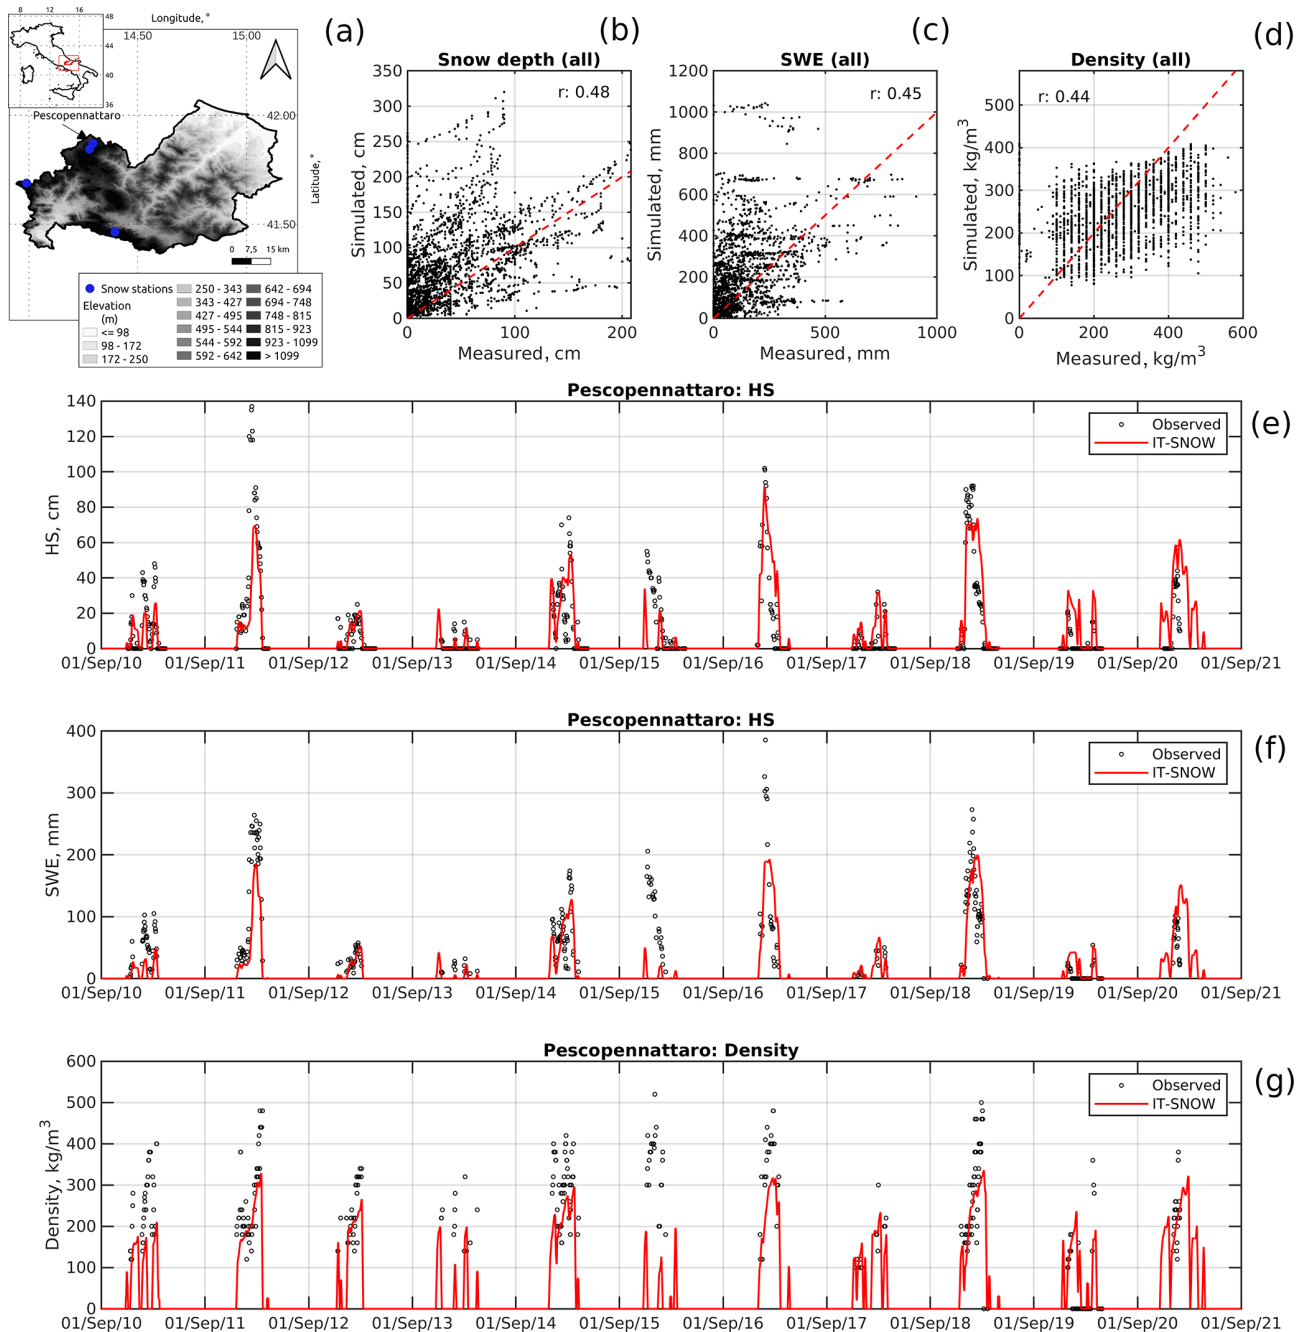 Longitude, °
8 12 16
14:50 15:00
48
44
40
36
42:00
41:50
Latitude, °
Pescopennattaro
0 7,5 15 km
Snow stations
Elevation
(m)
<= 98
98 - 172
172 - 250
250 - 343
343 - 427
427 - 495
495 - 544
544 - 592
592 - 642
642 - 694
694 - 748
748 - 815
815 - 923
923 - 1099
> 1099
(a)
Snow depth (all)
(b)
r: 0.48
Simulated, cm
350
300
250
200
150
100
50
0
0 100 200
Measured, cm
SWE (all)
(c)
r: 0.45
Simulated, mm
1200
1000
800
600
400
200
0
0 500 1000
Measured, mm
Density (all)
(d)
r: 0.44
Simulated, kg/m³
500
400
300
200
100
0
0 200 400 600
Measured, kg/m³
Pescopennattaro: HS
(e)
Observed
IT-SNOW
HS, cm
140
120
100
80
60
40
20
0
01/Sep/10 01/Sep/11 01/Sep/12 01/Sep/13 01/Sep/14 01/Sep/15 01/Sep/16 01/Sep/17 01/Sep/18 01/Sep/19 01/Sep/20 01/Sep/21
Pescopennattaro: HS
(f)
Observed
IT-SNOW
SWE, mm
400
300
200
100
0
01/Sep/10 01/Sep/11 01/Sep/12 01/Sep/13 01/Sep/14 01/Sep/15 01/Sep/16 01/Sep/17 01/Sep/18 01/Sep/19 01/Sep/20 01/Sep/21
Pescopennattaro: Density
(g)
Observed
IT-SNOW
Density, kg/m³
600
500
400
300
200
100
0
01/Sep/10 01/Sep/11 01/Sep/12 01/Sep/13 01/Sep/14 01/Sep/15 01/Sep/16 01/Sep/17 01/Sep/18 01/Sep/19 01/Sep/20 01/Sep/21